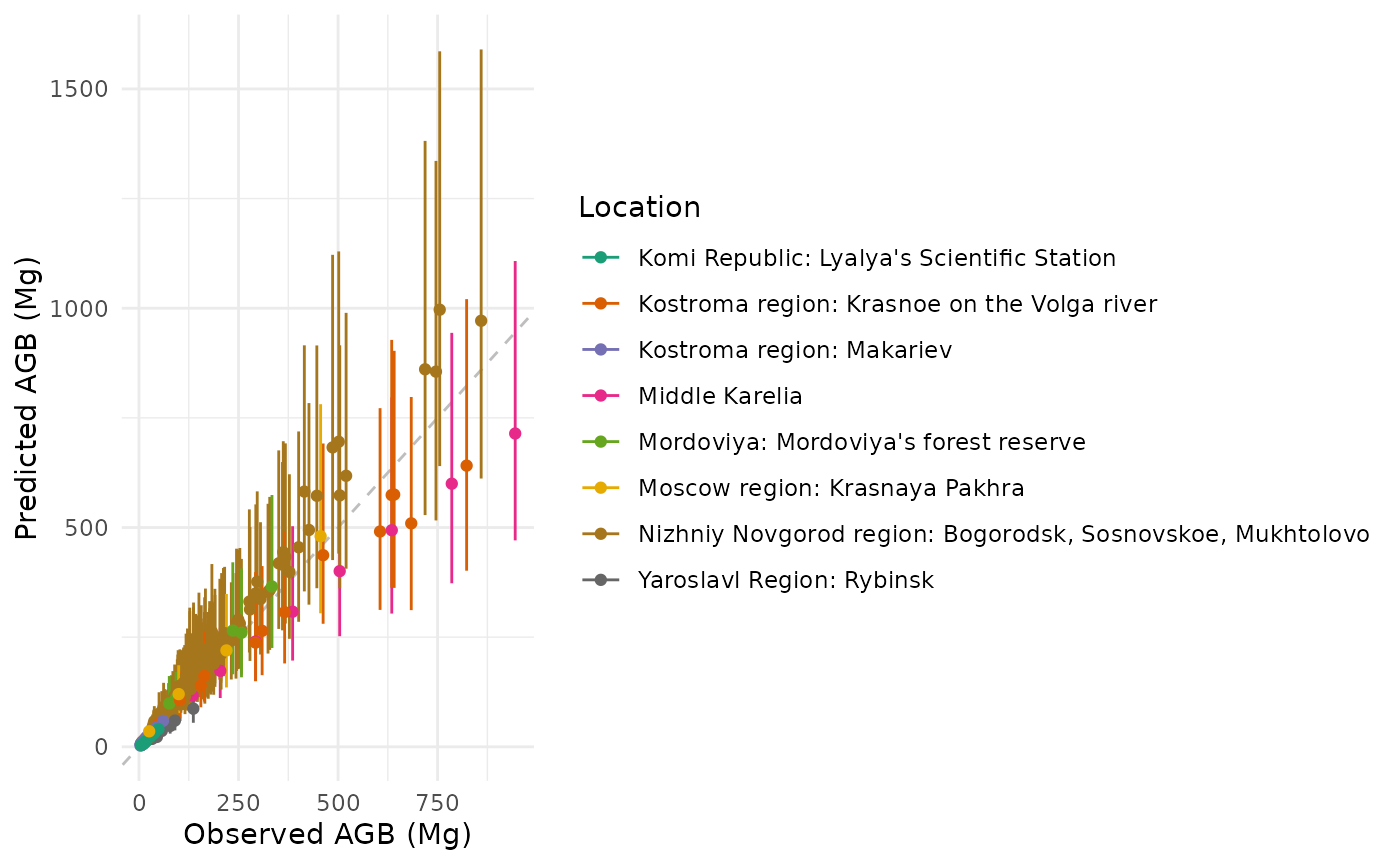 1500
1000
500
0
Predicted AGB (Mg)
0 250 500 750
Observed AGB (Mg)
Location
Komi Republic: Lyalya's Scientific Station
Kostroma region: Krasnoe on the Volga river
Kostroma region: Makariev
Middle Karelia
Mordoviya: Mordoviya's forest reserve
Moscow region: Krasnaya Pakhra
Nizhniy Novgorod region: Bogorodsk, Sosnovskoe, Mukhtolovo
Yaroslavl Region: Rybinsk